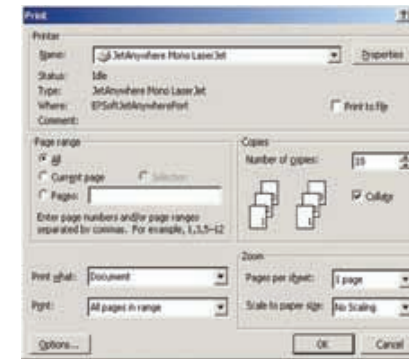 Print
Printer
Name: JetAnywhere Mono LaserJet Properties
Status: Idle
Type: JetAnywhere Mono LaserJet
Where: EPSoftJetAnywherePort Print to file
Comment:
Page range
All
Current page Selection
Pages:
Enter page numbers and/or page ranges
separated by commas. For example, 1,3,5-12
Copies
Number of copies:
1 1
Collate
Print what: Document
Print: All pages in range
Zoom
Pages per sheet: 1 page
Scale to paper size: No Scaling
Options... OK Cancel